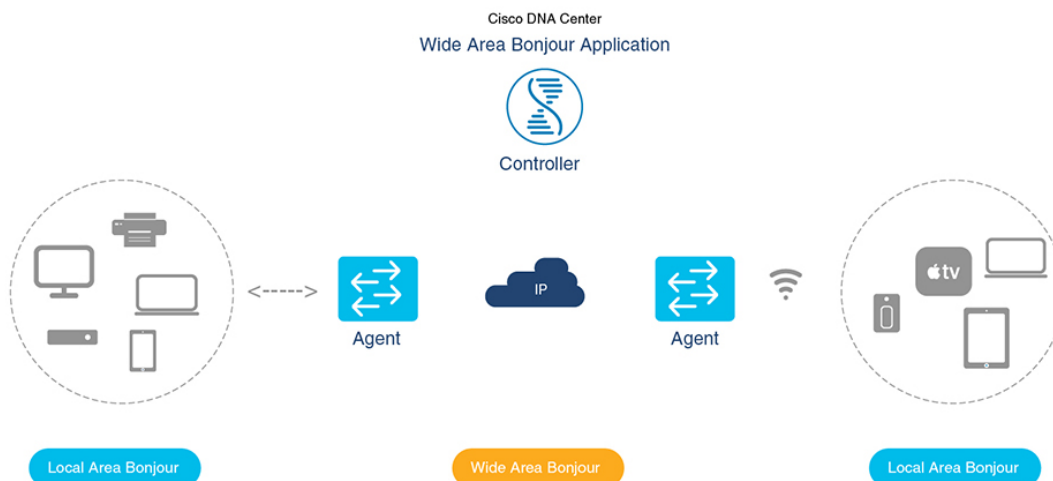 Cisco DNA Center
Wide Area Bonjour Application
Controller
tv
IP
Agent
Agent
Local Area Bonjour
Wide Area Bonjour
Local Area Bonjour